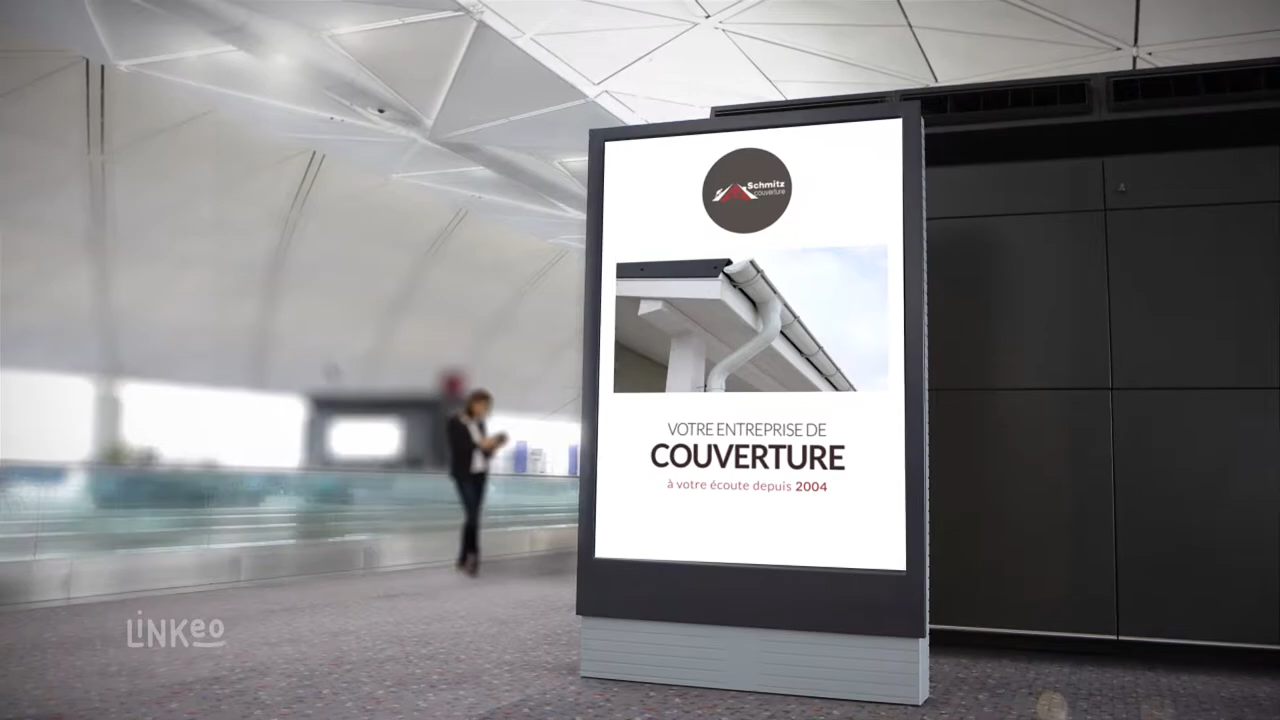 Schmitz
couverture
VOTRE ENTREPRISE DE
COUVERTURE
à votre écoute depuis 2004
LINKeo